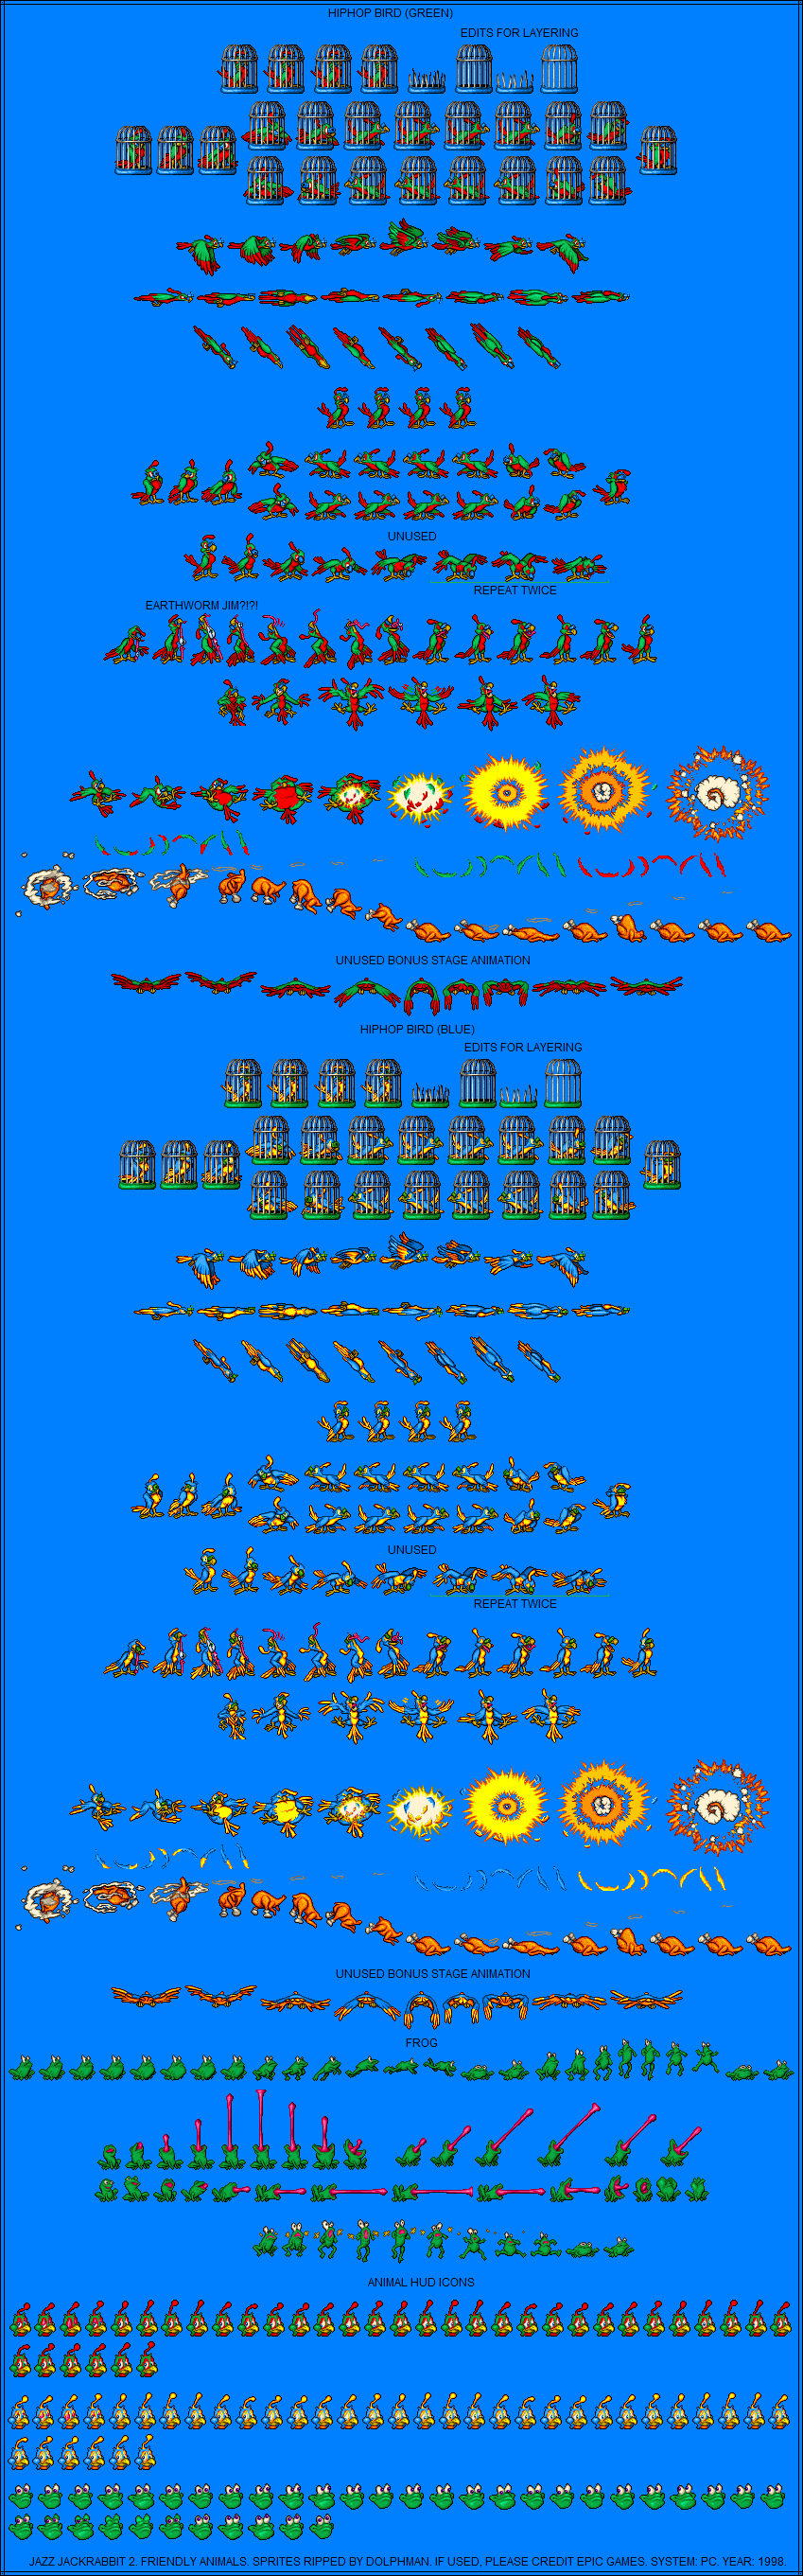 HIPHOP BIRD (GREEN)
EDITS FOR LAYERING
UNUSED
REPEAT TWICE
EARTHWORM JIM?!?!
UNUSED BONUS STAGE ANIMATION
HIPHOP BIRD (BLUE)
EDITS FOR LAYERING
UNUSED
REPEAT TWICE
UNUSED BONUS STAGE ANIMATION
FROG
ANIMAL HUD ICONS
JAZZ JACKRABBIT 2. FRIENDLY ANIMALS. SPRITES RIPPED BY DOLPHMAN. IF USED, PLEASE CREDIT EPIC GAMES. SYSTEM: PC. YEAR: 1998.